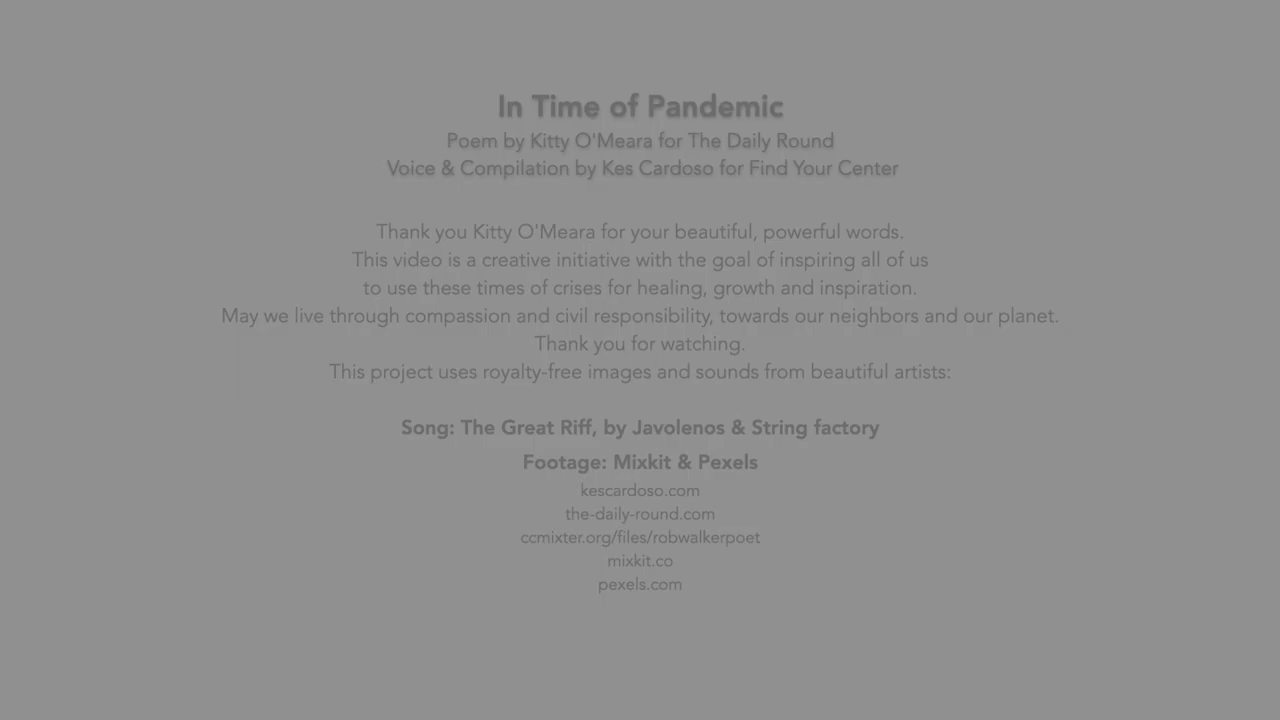 In Time of Pandemic
Poem by Kitty O'Meara for The Daily Round
Voice & Compilation by Kes Cardoso for Find Your Center
Thank you Kitty O'Meara for your beautiful, powerful words.
This video is a creative initiative with the goal of inspiring all of us
to use these times of crises for healing, growth and inspiration.
May we live through compassion and civil responsibility, towards our neighbors and our planet.
Thank you for watching.
This project uses royalty-free images and sounds from beautiful artists:
Song: The Great Riff, by Javolenos & String factory
Footage: Mixkit & Pexels
kescardoso.com
the-daily-round.com
ccmixter.org/files/robwalkerpoet
mixkit.co
pexels.com